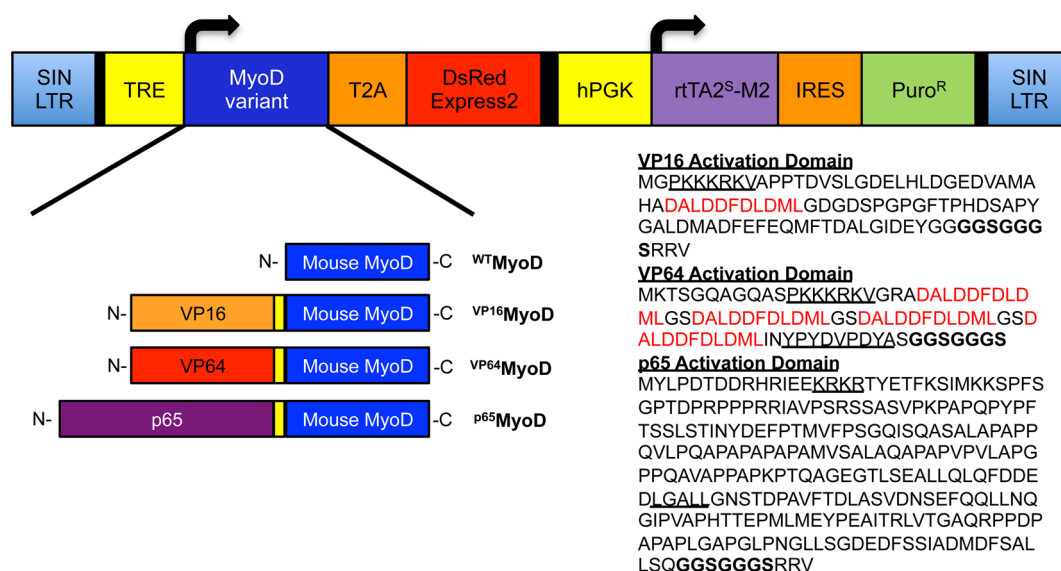 SIN LTR
TRE
MyoD variant
T2A
DsRed Express2
hPGK
rtTA2S-M2
IRES
PuroR
SIN LTR
N- Mouse MyoD -C WTMyoD
N- VP16 Mouse MyoD -C VP16MyoD
N- VP64 Mouse MyoD -C VP64MyoD
N- p65 Mouse MyoD -C p65MyoD
VP16 Activation Domain
MGPKKKRKVAPPTDVSLGDELHLDGEDVAMA
HADALDDFDLDMLGDGDSPGPGFTPHDSAPY
GALDMADFEFEQMFTDALGIDEYGGGGSGGG
SRRV
VP64 Activation Domain
MKTSGQAGQASPKKKRKVGRADALDDFDLD
MLGSDALDDFDLDMLGSDALDDFDLDMLGSD
ALDDFDLDMLINYPYDVPDYASGGSGGGS
p65 Activation Domain
MYLPDTDDRHRIEEKRKRTYETFKSIMKKSPFS
GPTDPRPPPRRIAVPSRSSASVPKPAPQPYPF
TSSLSTINYDEFPTMVFPSGQISQASALAPAPP
QVLPQAPAPAPAPAMVSALAQAPAPVPVLAPG
PPQAVAPPAPKPTQAGEGTLSEALLQLQFDDE
DLGALLGNSTDPAVFTDLASVDNSEFQQLLNQ
GIPVAPHTTEPMLMEYPEAITRLVTGAQRPPDP
APAPLGAPGLPNGLLSGDEDFSSIADMDFSAL
LSQGGSGGGSRRV